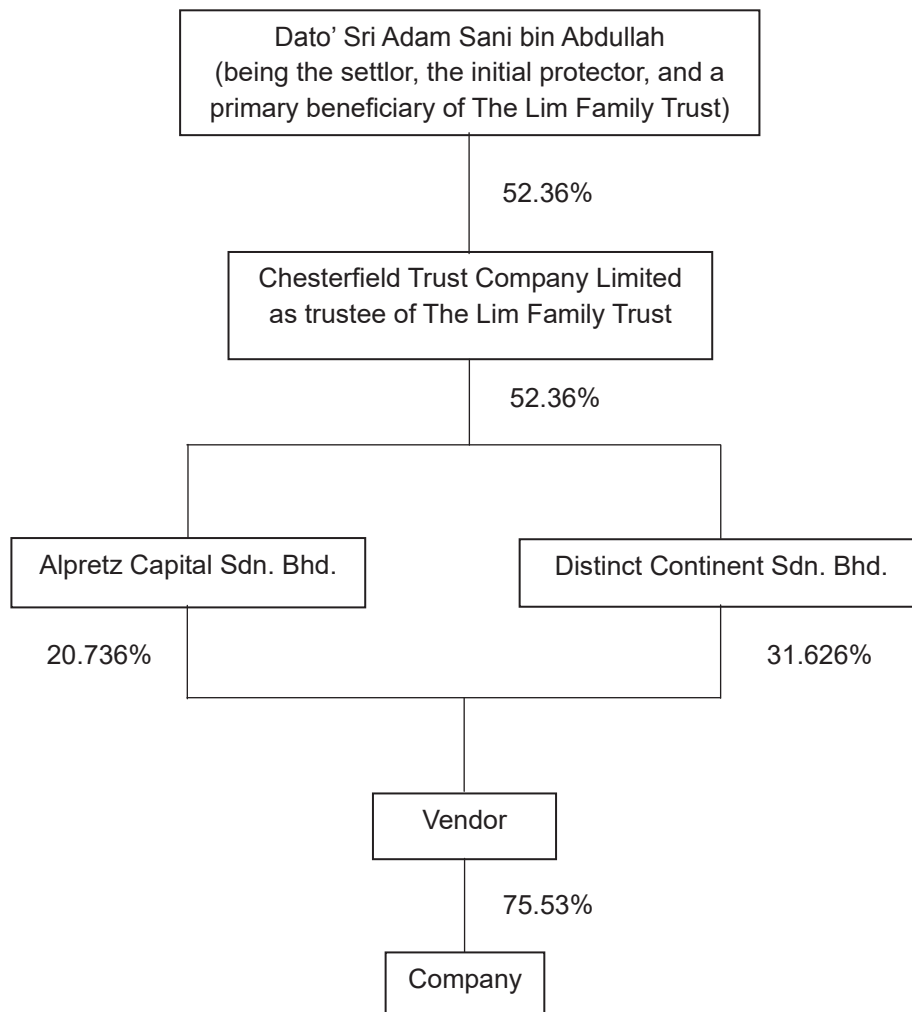 Dato’ Sri Adam Sani bin Abdullah
(being the settlor, the initial protector, and a
primary beneficiary of The Lim Family Trust)
52.36%
Chesterfield Trust Company Limited
as trustee of The Lim Family Trust
52.36%
Alpretz Capital Sdn. Bhd.
Distinct Continent Sdn. Bhd.
20.736%
31.626%
Vendor
75.53%
Company